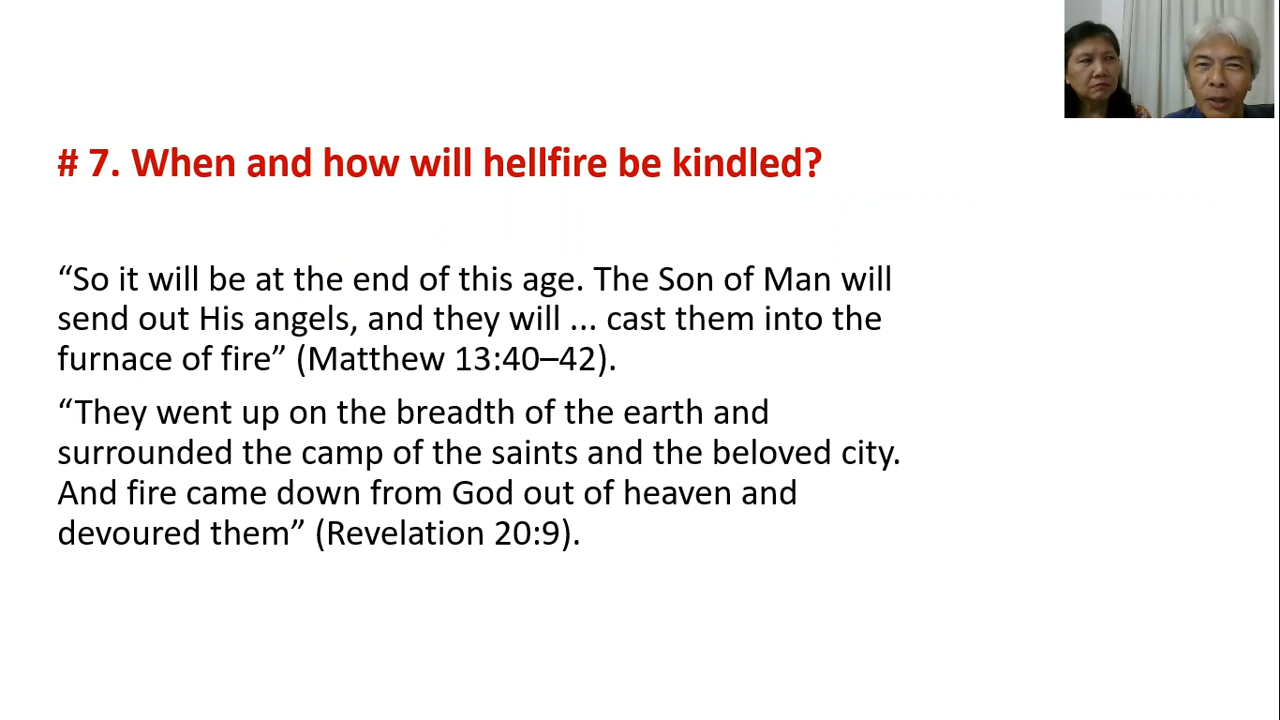 # 7. When and how will hellfire be kindled?
“So it will be at the end of this age. The Son of Man will
send out His angels, and they will ... cast them into the
furnace of fire” (Matthew 13:40–42).
“They went up on the breadth of the earth and
surrounded the camp of the saints and the beloved city.
And fire came down from God out of heaven and
devoured them” (Revelation 20:9).